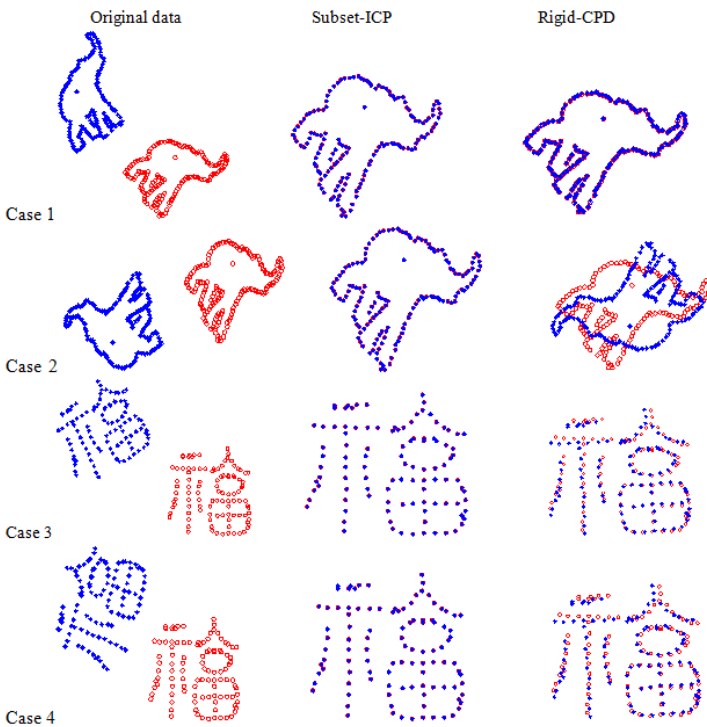 Original data Subset-ICP Rigid-CPD
Case 1
Case 2
Case 3
Case 4